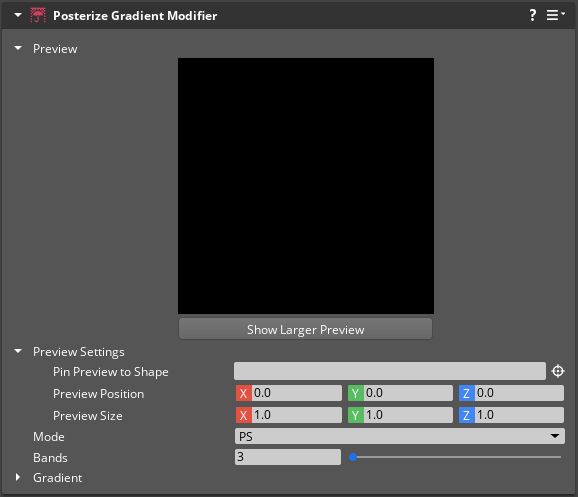 Posterize Gradient Modifier ?
Preview
Show Larger Preview
Preview Settings
Pin Preview to Shape
Preview Position X 0.0 Y 0.0 Z 0.0
Preview Size X 1.0 Y 1.0 Z 1.0
Mode PS
Bands 3
Gradient